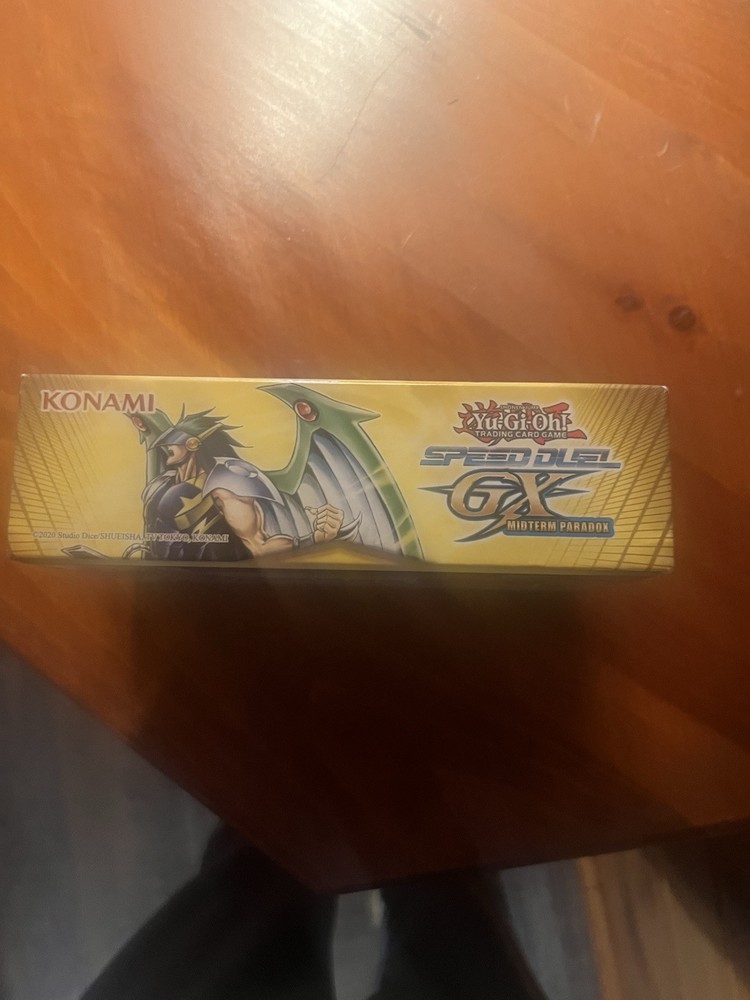 KONAMI
Yu-Gi-Oh!
TRADING CARD GAME
SPEED DUEL
GX
MIDTERM PARADOX
©2020 Studio Dice/SHUEISHA, TV TOKYO, KONAMI